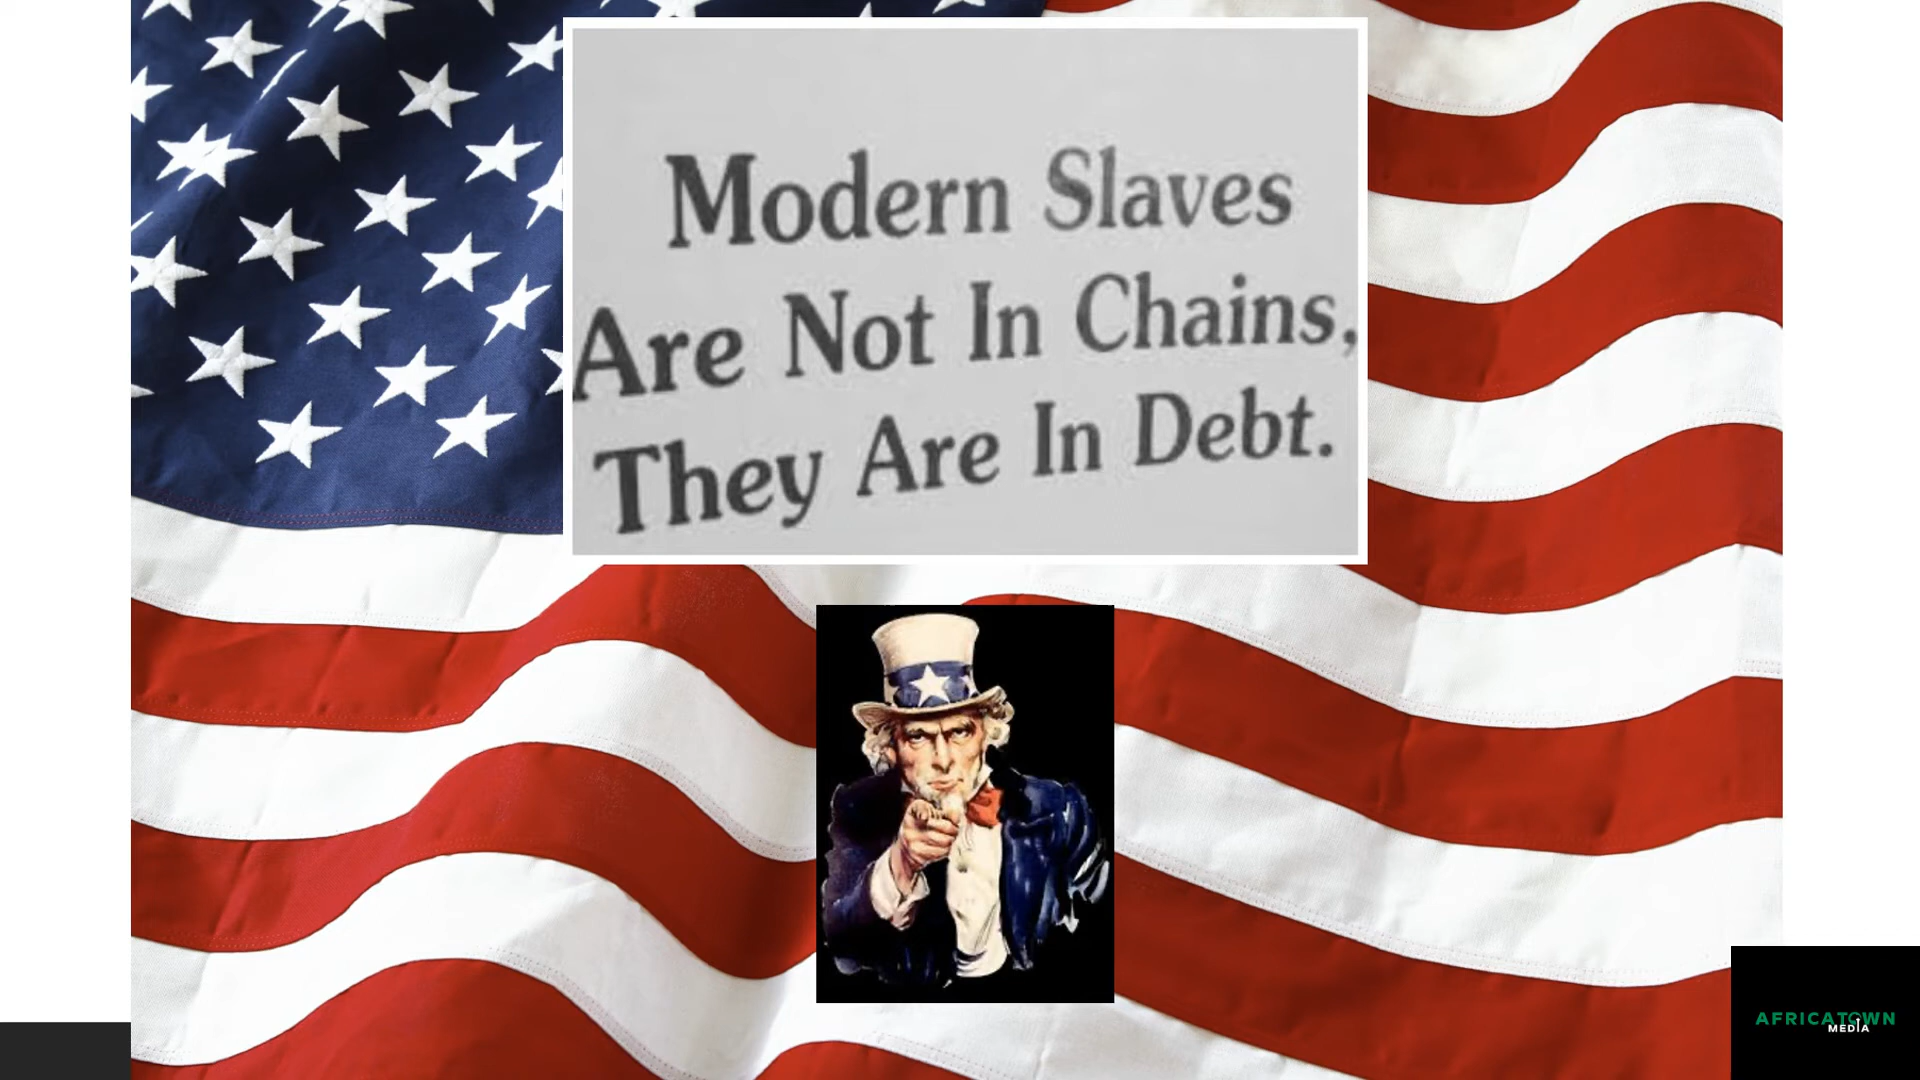 Modern Slaves
Are Not In Chains,
They Are In Debt.
AFRICATOWN
MEDIA